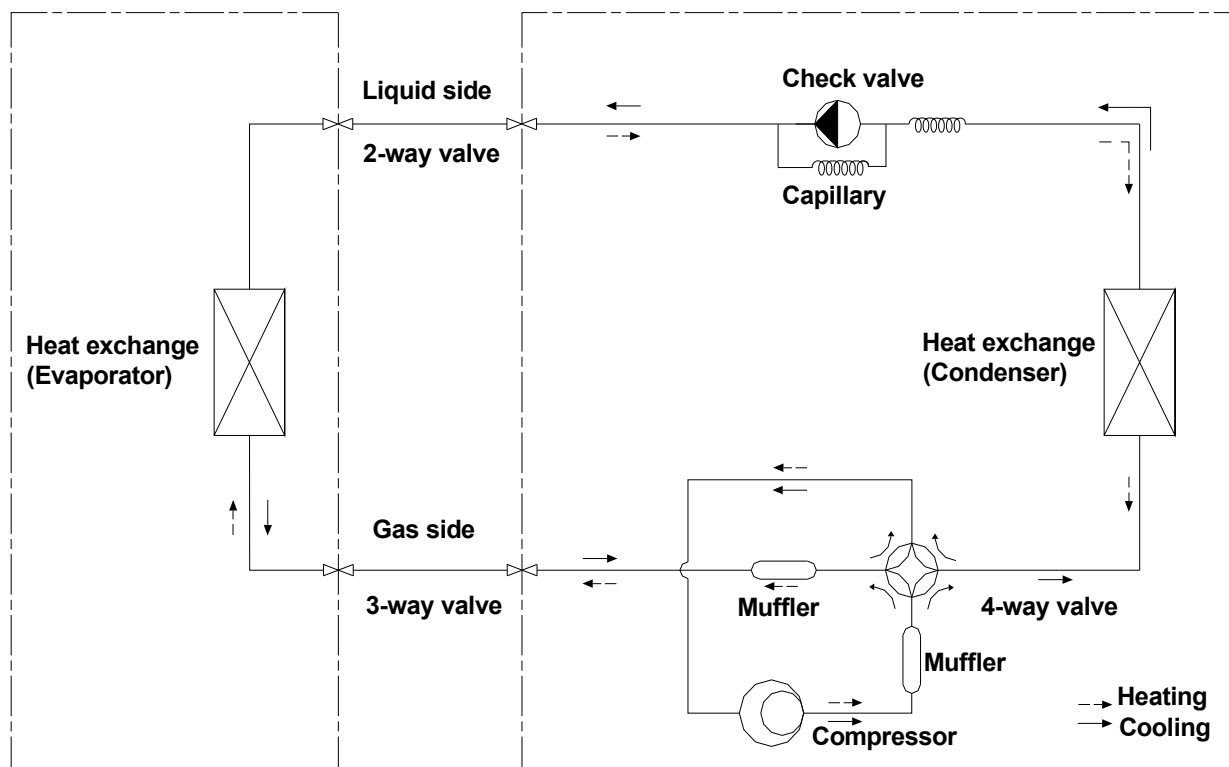 Check valve
Liquid side
2-way valve
Capillary
Heat exchange
(Evaporator)
Heat exchange
(Condenser)
Gas side
3-way valve
Muffler
4-way valve
Muffler
Compressor
Heating
Cooling